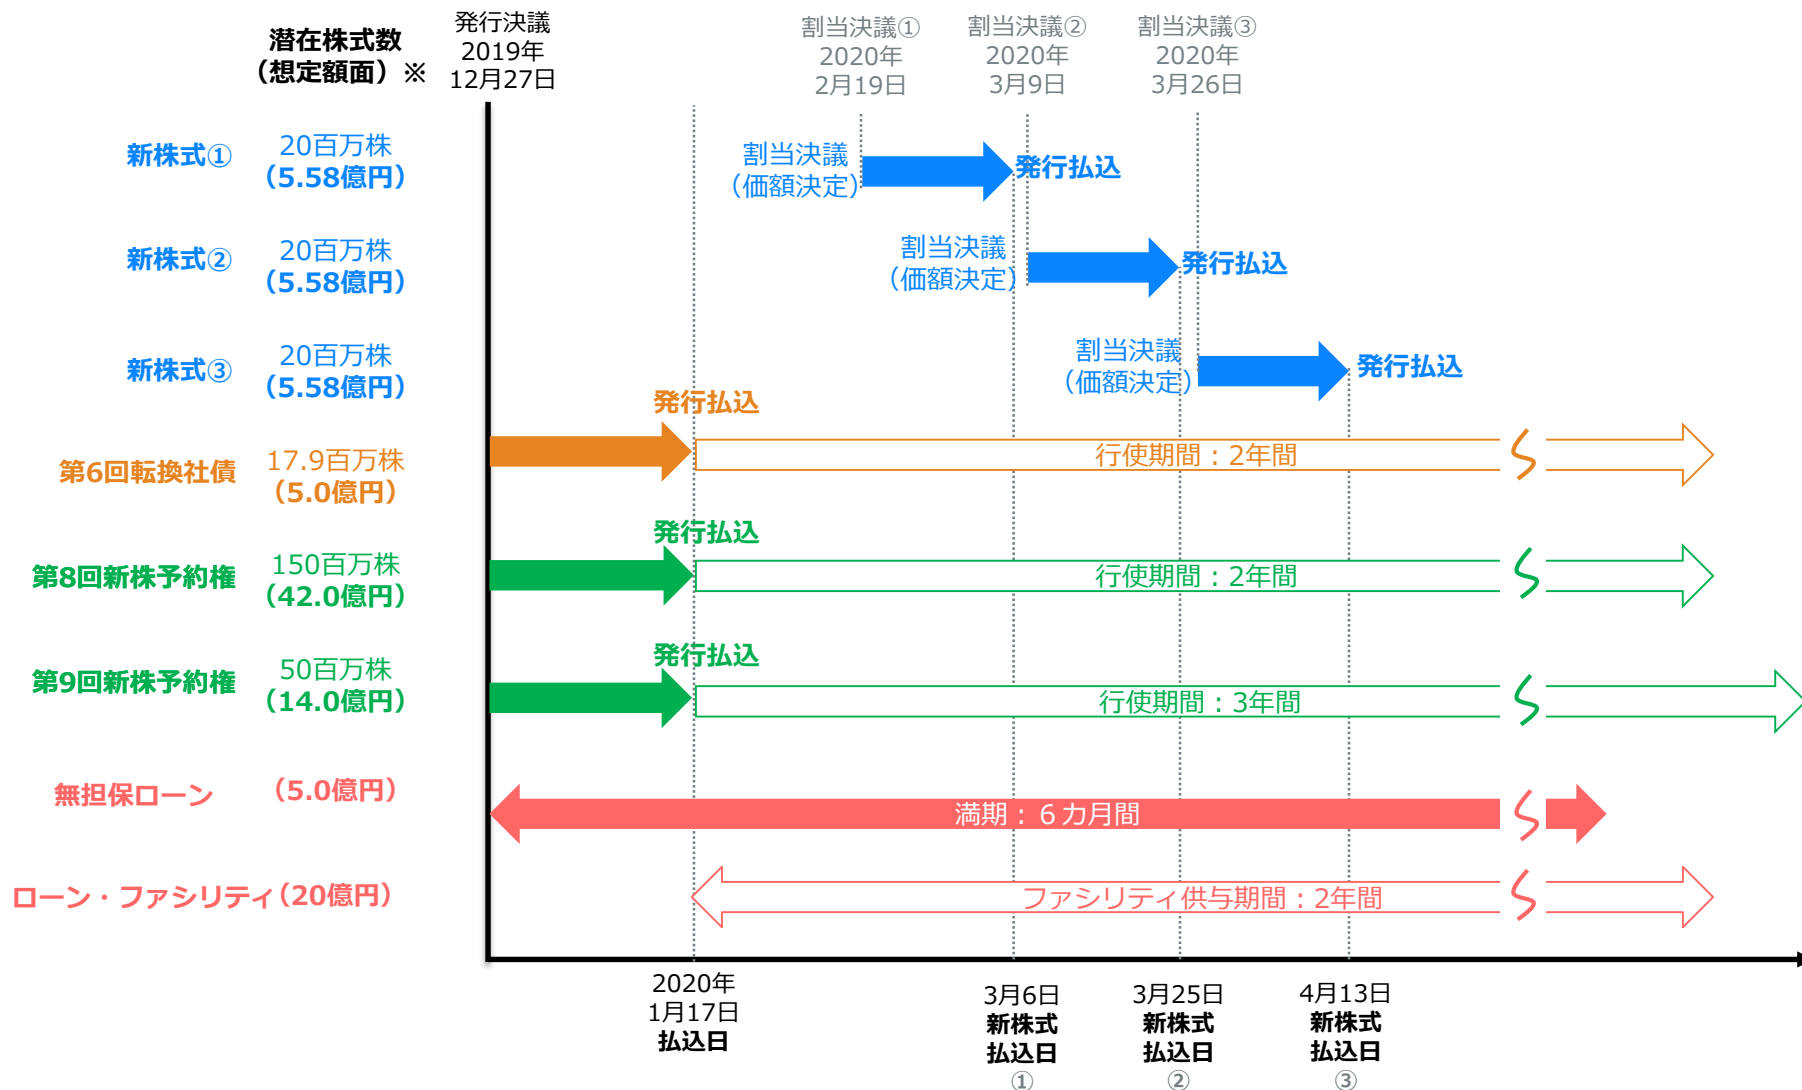 潜在株式数
（想定額面）※
発行決議
2019年
12月27日
割当決議①
2020年
2月19日
割当決議②
2020年
3月9日
割当決議③
2020年
3月26日
新株式①
20百万株
（5.58億円）
割当決議
（価額決定）
発行払込
新株式②
20百万株
（5.58億円）
割当決議
（価額決定）
発行払込
新株式③
20百万株
（5.58億円）
割当決議
（価額決定）
発行払込
第6回転換社債
17.9百万株
（5.0億円）
発行払込
行使期間：2年間
第8回新株予約権
150百万株
（42.0億円）
発行払込
行使期間：2年間
第9回新株予約権
50百万株
（14.0億円）
発行払込
行使期間：3年間
無担保ローン
（5.0億円）
満期：６カ月間
ローン・ファシリティ（20億円）
ファシリティ供与期間：2年間
2020年
1月17日
払込日
3月6日
新株式
払込日
①
3月25日
新株式
払込日
②
4月13日
新株式
払込日
③